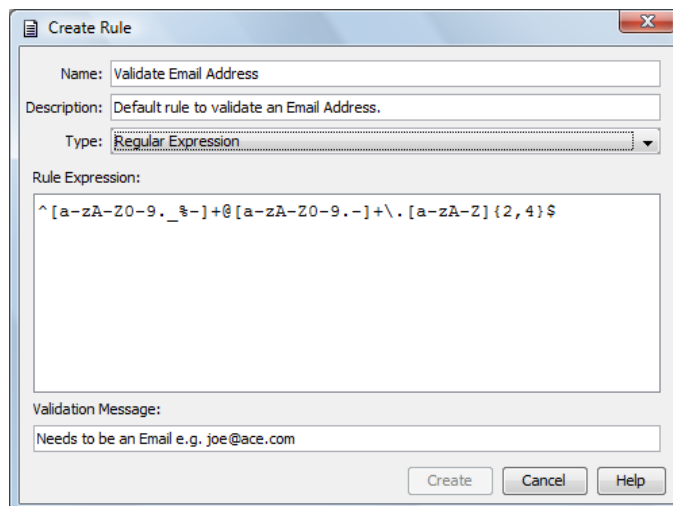 Create Rule
Name: Validate Email Address
Description: Default rule to validate an Email Address.
Type: Regular Expression
Rule Expression:
^[a-zA-Z0-9._%-]+@[a-zA-Z0-9.-]+\.[a-zA-Z]{2,4}$
Validation Message:
Needs to be an Email e.g. joe@ace.com
Create Cancel Help